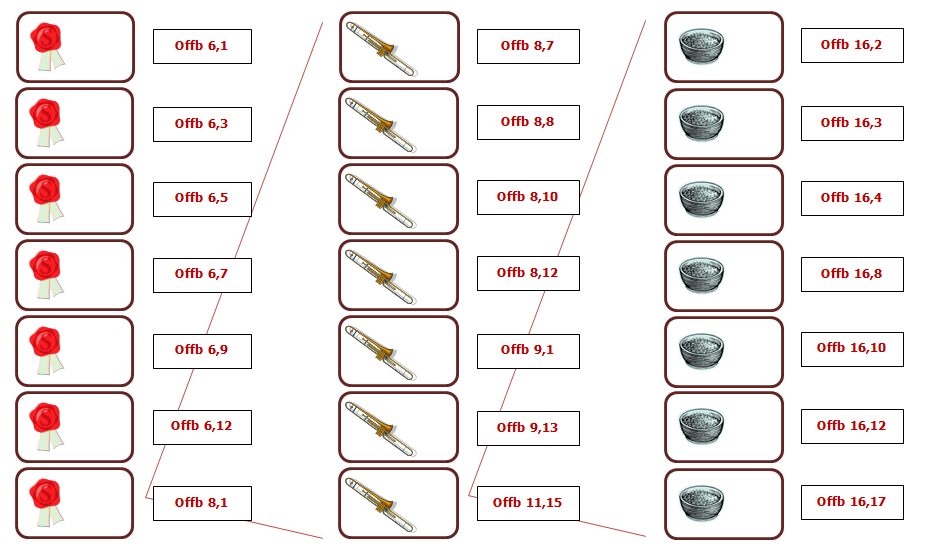 Offb 6,1
Offb 6,3
Offb 6,5
Offb 6,7
Offb 6,9
Offb 6,12
Offb 8,1
Offb 8,7
Offb 8,8
Offb 8,10
Offb 8,12
Offb 9,1
Offb 9,13
Offb 11,15
Offb 16,2
Offb 16,3
Offb 16,4
Offb 16,8
Offb 16,10
Offb 16,12
Offb 16,17